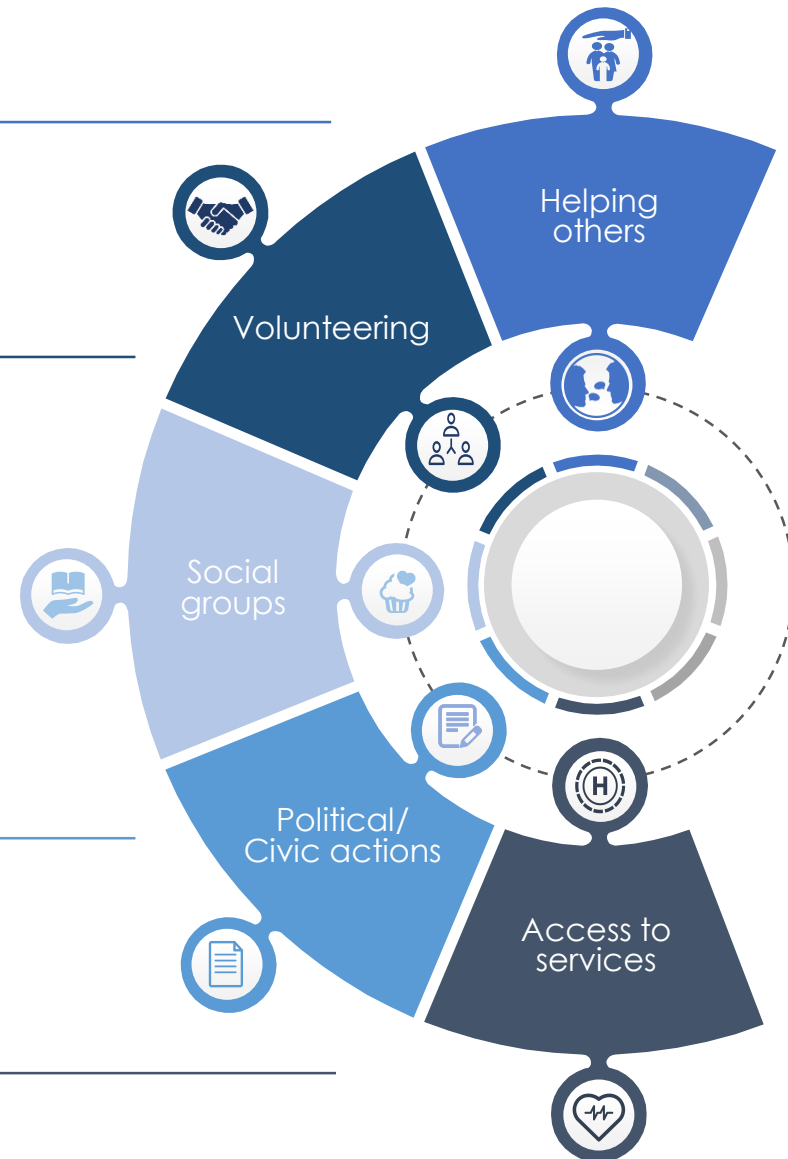 Helping
others
Volunteering
Social
groups
Political/
Civic actions
H
Access to
services